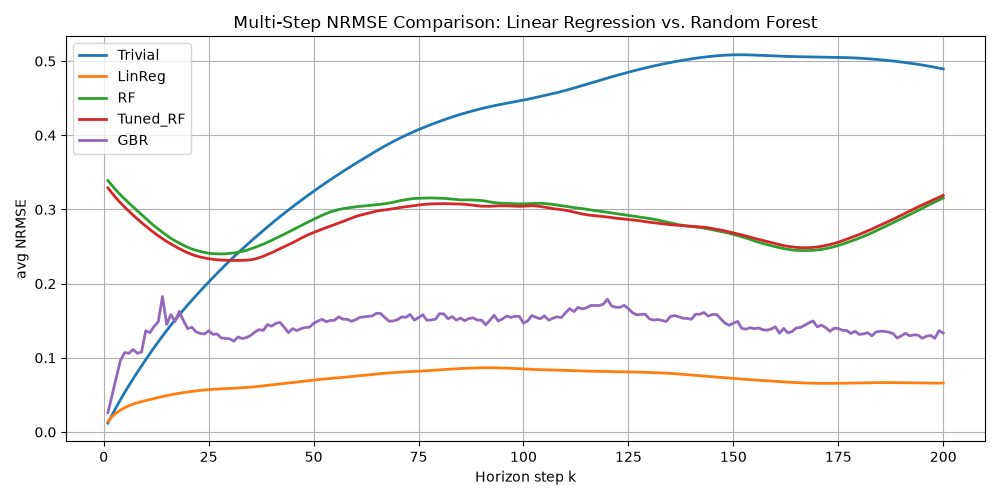 Multi-Step NRMSE Comparison: Linear Regression vs. Random Forest
Trivial
LinReg
RF
Tuned_RF
GBR
avg NRMSE
0.5
0.4
0.3
0.2
0.1
0.0
0 25 50 75 100 125 150 175 200
Horizon step k